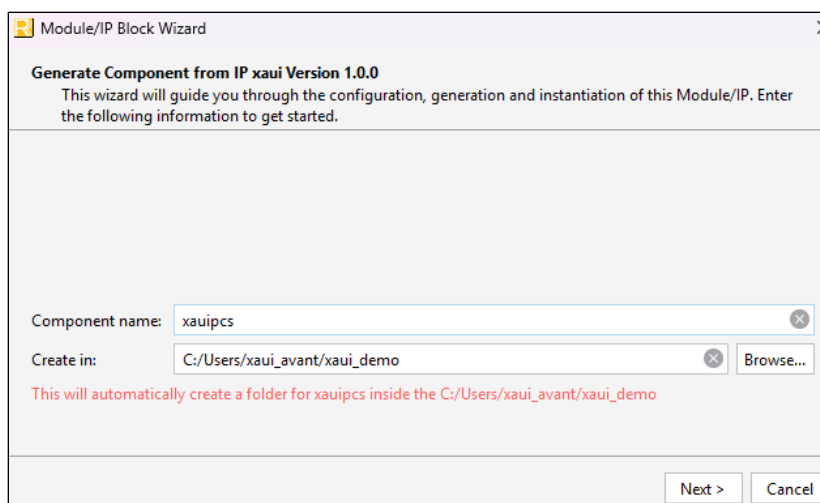 Module/IP Block Wizard
Generate Component from IP xaui Version 1.0.0
This wizard will guide you through the configuration, generation and instantiation of this Module/IP. Enter
the following information to get started.
Component name: xauipcs
Create in: C:/Users/xaui_avant/xaui_demo Browse...
This will automatically create a folder for xauipcs inside the C:/Users/xaui_avant/xaui_demo
Next > Cancel